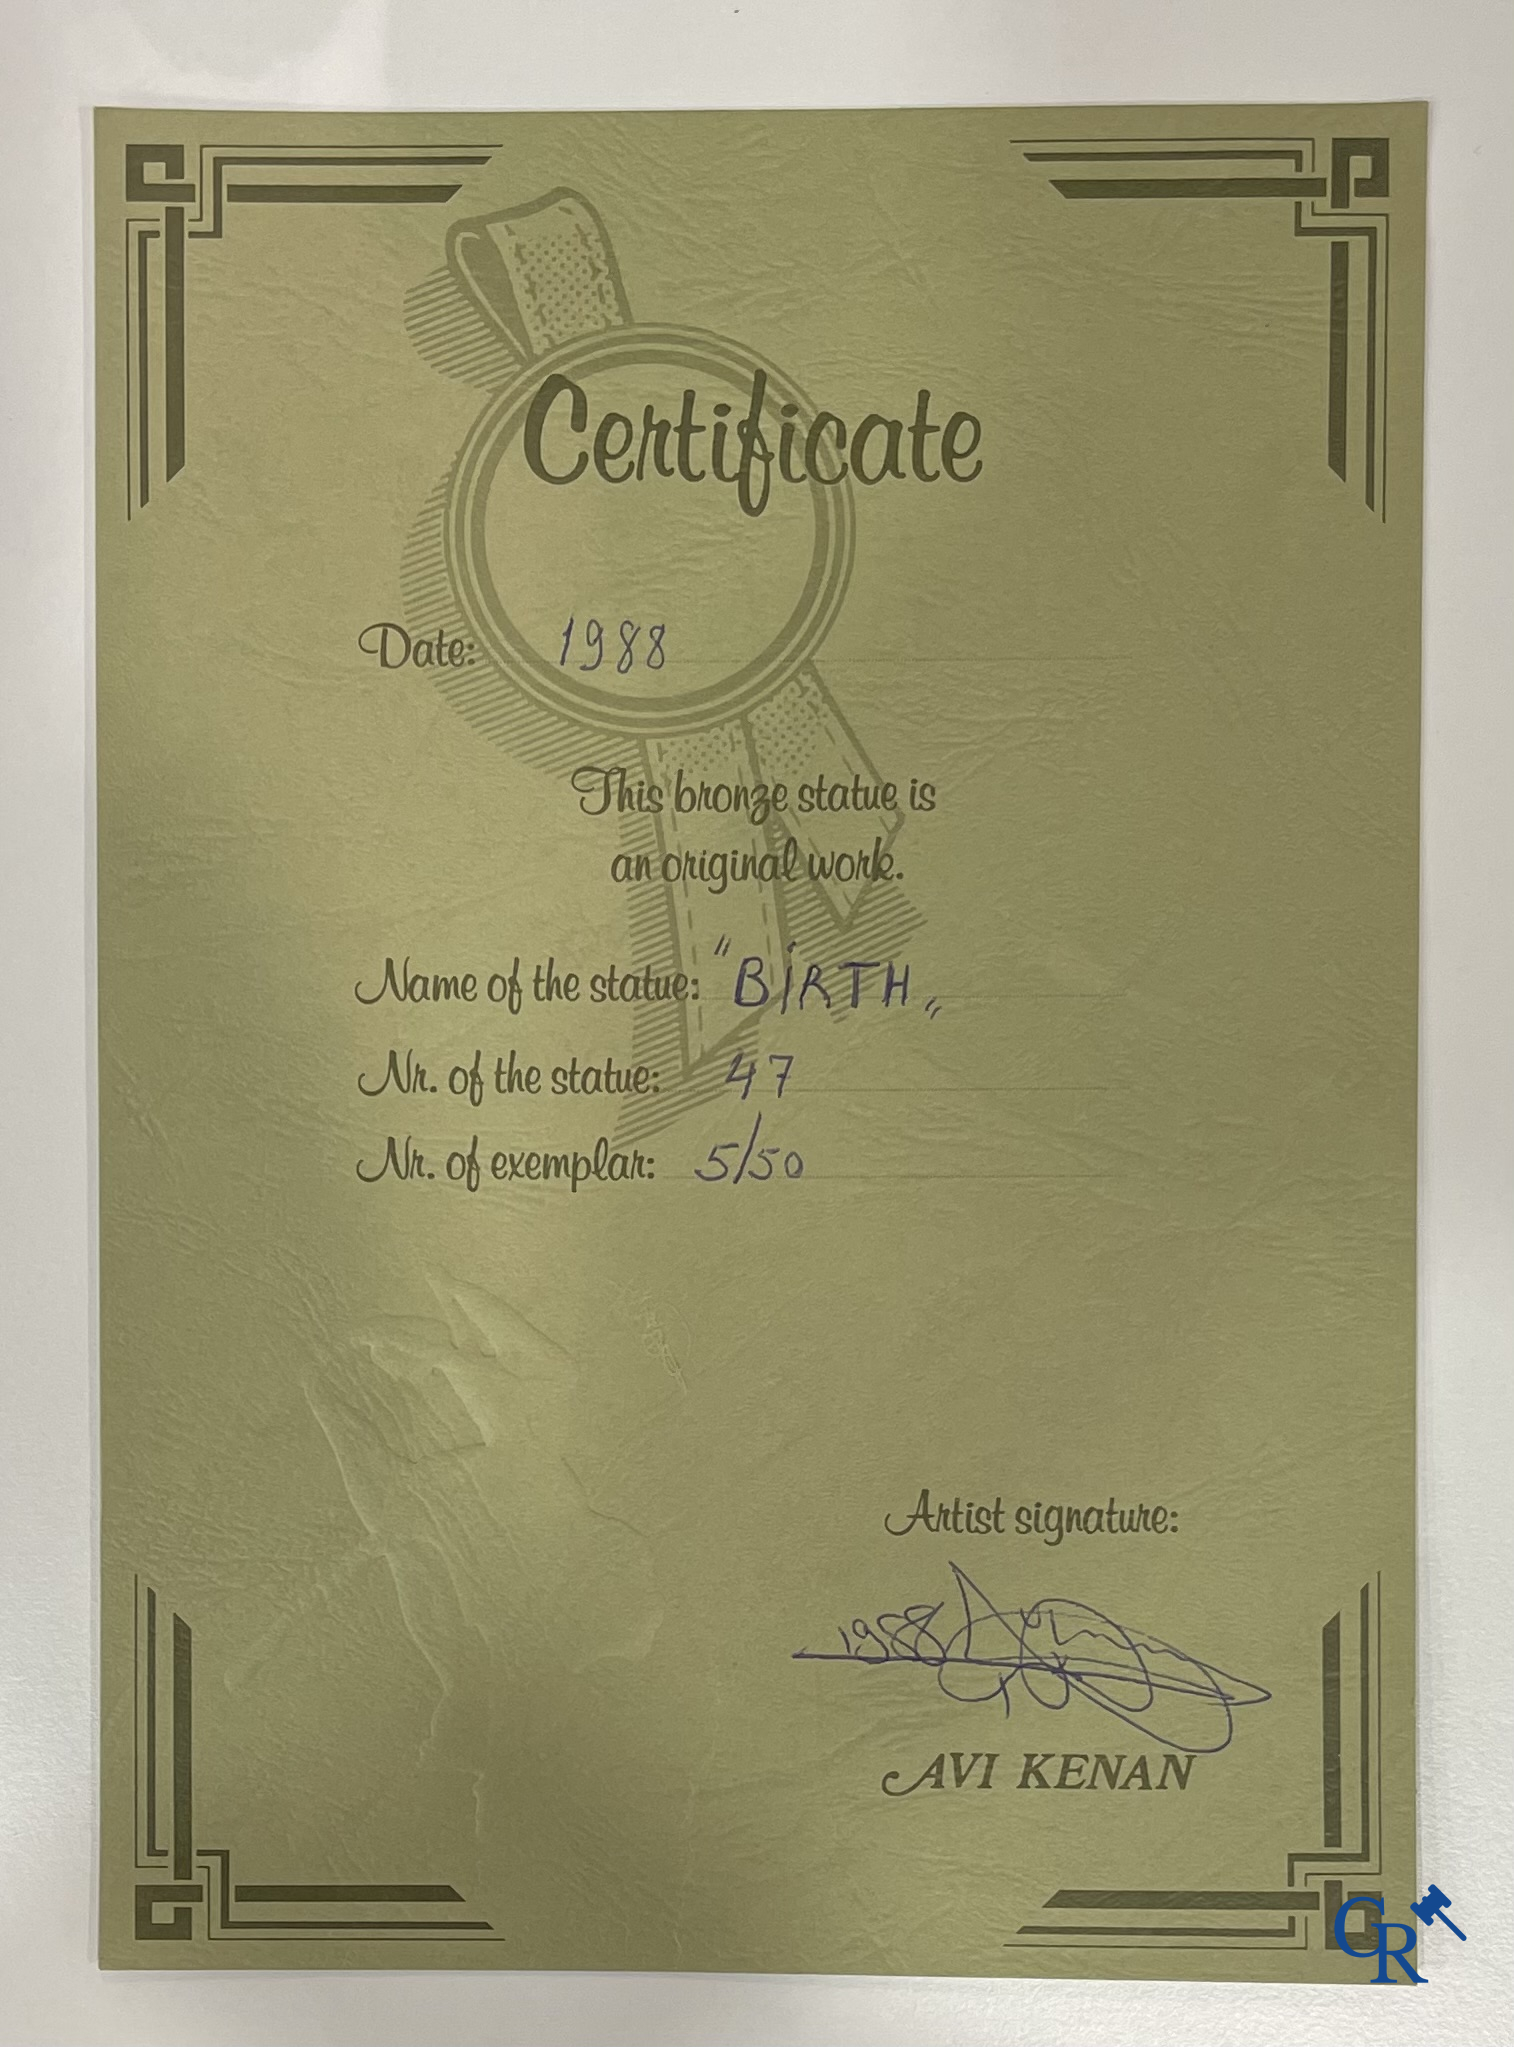 Certificate
Date: 1988
This bronze statue is
an original work.
Name of the statue: "BIRTH„
Nr. of the statue: 47
Nr. of exemplar: 5/50
Artist signature:
1988
AVI KENAN
CR